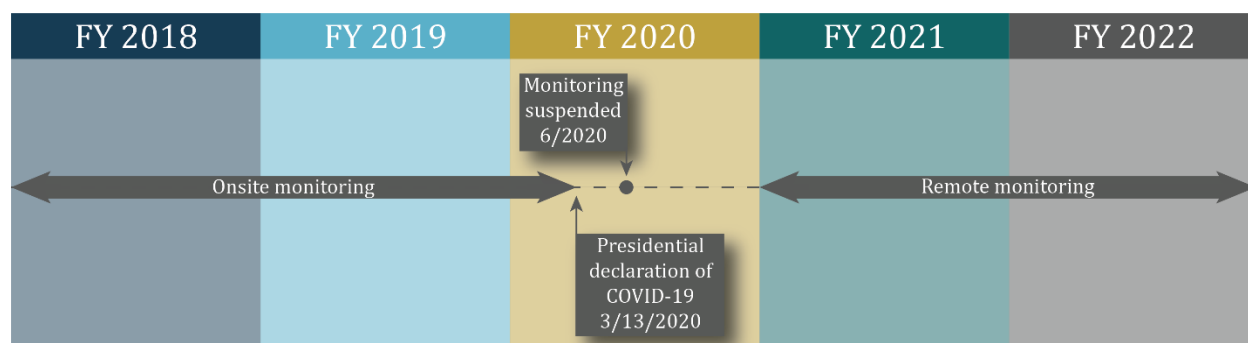 FY 2018 FY 2019 FY 2020 FY 2021 FY 2022
Monitoring
suspended
6/2020
Onsite monitoring
Remote monitoring
Presidential
declaration of
COVID-19
3/13/2020